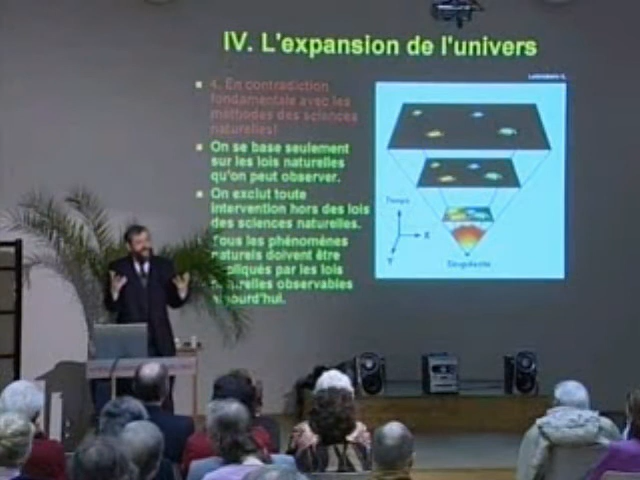 IV. L'expansion de l'univers
4. En contradiction
fondamentale avec les
méthodes des sciences
naturelles!
On se base seulement
sur les lois naturelles
qu'on peut observer.
On exclut toute
intervention hors des lois
des sciences naturelles.
Tous les phénomènes
naturels doivent être
expliqués par les lois
naturelles observables
aujourd'hui.
Temps
X
Y
Singularité